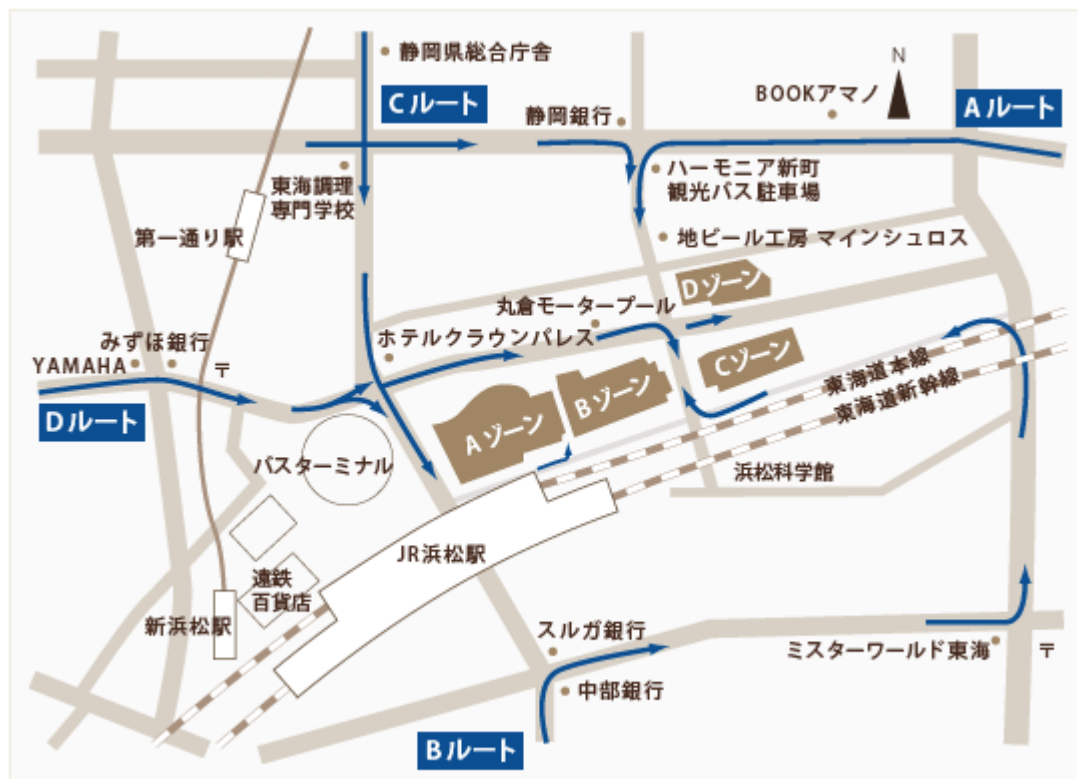 静岡県総合庁舎
N
BOOKアマノ
Cルート
Aルート
静岡銀行
ハーモニア新町
観光バス駐車場
東海調理
専門学校
第一通り駅
地ビール工房 マインシュロス
Dゾーン
丸倉モータープール
ホテルクラウンパレス
みずほ銀行
YAMAHA
〒
Dルート
Cゾーン
Bゾーン
Aゾーン
東海道本線
東海道新幹線
バスターミナル
浜松科学館
JR浜松駅
遠鉄
百貨店
新浜松駅
スルガ銀行
ミスターワールド東海
〒
中部銀行
Bルート